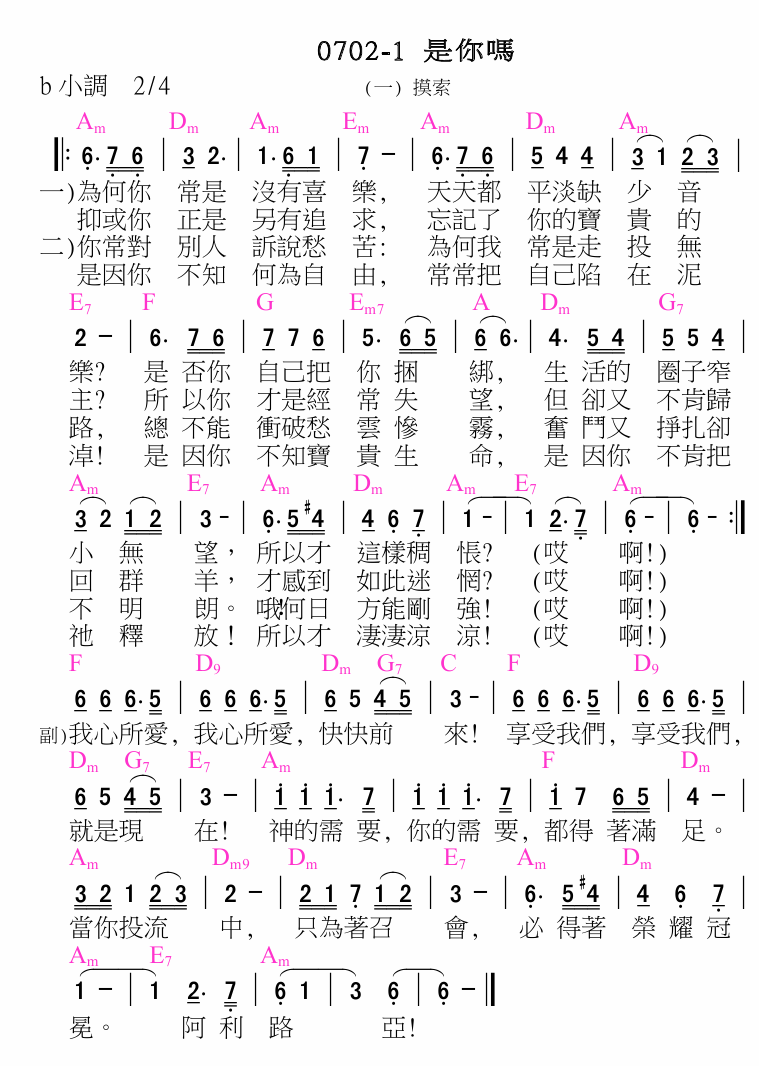 0702-1 是你嗎
b 小調 2/4 (一) 摸索
Am Dm Am Em Am Dm Am
6. 7 6 | 3 2. | 1. 6 1 | 7 - | 6. 7 6 | 5 4 4 | 3 1 2 3 |
一)為何你 常是 沒有喜 樂, 天天都 平淡缺 少 音
抑或你 正是 另有追 求, 忘記了 你的寶 貴 的
二)你常對 別人 訴說愁 苦: 為何我 常是走 投 無
是因你 不知 何為自 由, 常常把 自己陷 在 泥
E7 F G Em7 A Dm G7
2 - | 6. 7 6 | 7 7 6 | 5. 6 5 | 6 6. | 4. 5 4 | 5 5 4 |
樂? 是 否你 自己把 你 捆 綁, 生 活的 圈子窄
主? 所 以你 才是經 常 失 望, 但 卻又 不肯歸
路, 總 不能 衝破愁 雲 慘 霧, 奮 鬥又 掙扎卻
淖! 是 因你 不知寶 貴 生 命, 是 因你 不肯把
Am E7 Am Dm Am E7 Am
3 2 1 2 | 3 - | 6. 5 #4 | 4 6 7 | 1 - | 1 2. 7 | 6 - | 6 - :|
小 無 望, 所以才 這樣稠 悵? (哎 啊!)
回 群 羊, 才感到 如此迷 惘? (哎 啊!)
不 明 朗。 哦!何日 方能剛 強! (哎 啊!)
祂 釋 放! 所以才 淒淒涼 涼! (哎 啊!)
F D9 Dm G7 C F D9
6 6 6. 5 | 6 6 6. 5 | 6 5 4 5 | 3 - | 6 6 6. 5 | 6 6 6. 5 |
副)我心所愛, 我心所愛, 快快前 來! 享受我們, 享受我們,
Dm G7 E7 Am F Dm
6 5 4 5 | 3 - | 1 1 1. 7 | 1 1 1. 7 | 1 7 6 5 | 4 - |
就是現 在! 神的需 要, 你的需 要, 都得 著滿 足。
Am Dm9 Dm E7 Am Dm
3 2 1 2 3 | 2 - | 2 1 7 1 2 | 3 - | 6. 5 #4 | 4 6 7 |
當你投流 中, 只為著召 會, 必 得著 榮 耀 冠
Am E7 Am
1 - | 1 2. 7 | 6 1 | 3 6 | 6 - ‖
冕。 阿 利 路 亞!